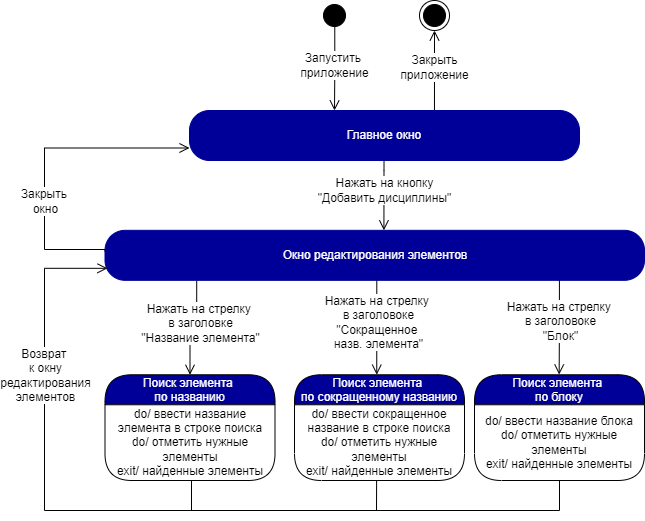 Запустить
приложение
Закрыть
приложение
Главное окно
Нажать на кнопку
"Добавить дисциплины"
Закрыть
окно
Окно редактирования элементов
Нажать на стрелку
в заголовке
"Название элемента"
Нажать на стрелку
в заголовоке
"Сокращенное
назв. элемента"
Нажать на стрелку
в заголовоке
"Блок"
Возврат
к окну
редактирования
элементов
Поиск элемента
по названию
do/ ввести название
элемента в строке поиска
do/ отметить нужные
элементы
exit/ найденные элементы
Поиск элемента
по сокращенному названию
do/ ввести сокращенное
название в строке поиска
do/ отметить нужные
элементы
exit/ найденные элементы
Поиск элемента
по блоку
do/ ввести название блока
do/ отметить нужные
элементы
exit/ найденные элементы